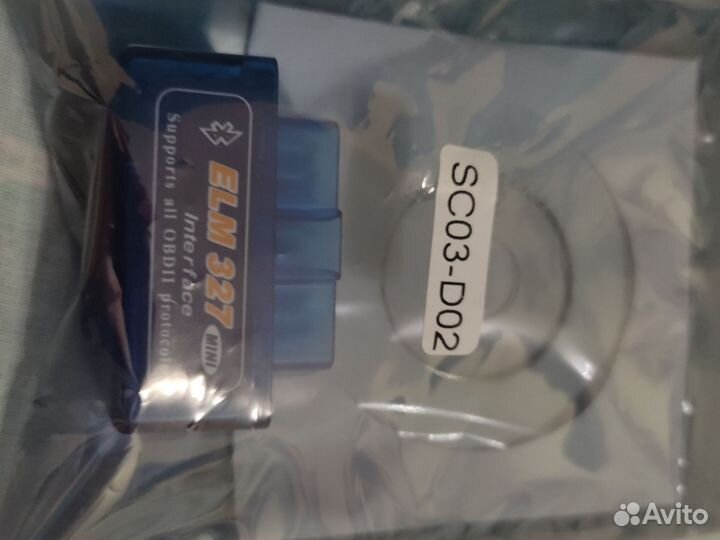 ELM 327
MINI
Interface
Supports all OBDII protocol
SC03-D02
Avito